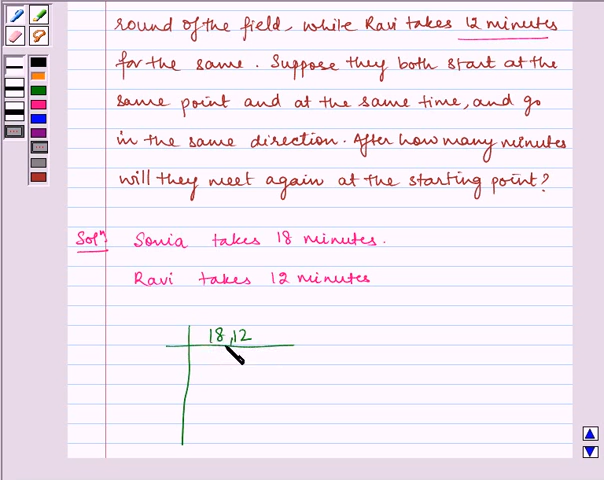 round of the field, while Ravi takes 12 minutes
for the same. Suppose they both start at the
same point and at the same time, and go
in the same direction. After how many minutes
will they meet again at the starting point?
Solⁿ Sonia takes 18 minutes.
Ravi takes 12 minutes
18,12